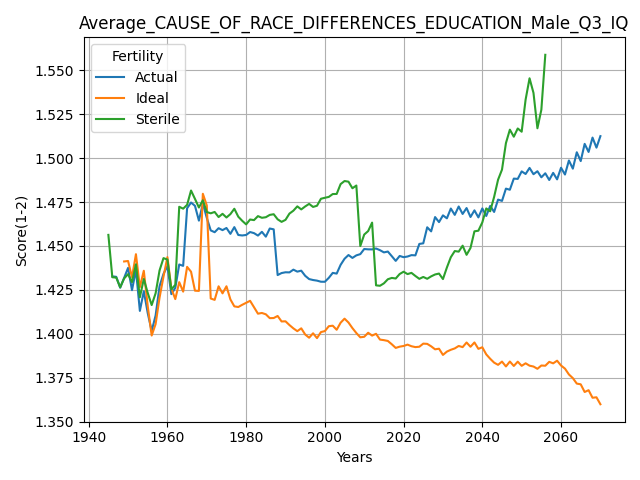 Average_CAUSE_OF_RACE_DIFFERENCES_EDUCATION_Male_Q3_IQ
Fertility
Actual
Ideal
Sterile
Score(1-2)
1.550
1.525
1.500
1.475
1.450
1.425
1.400
1.375
1.350
1940 1960 1980 2000 2020 2040 2060
Years